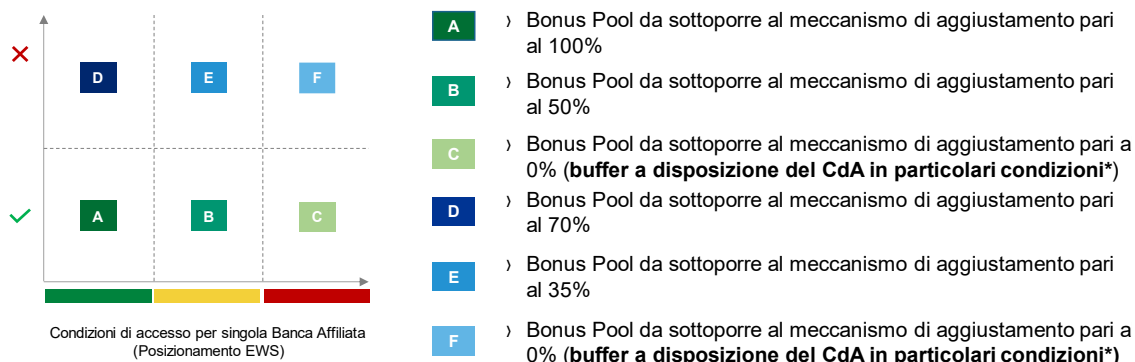 D
E
F
A
B
C
Condizioni di accesso per singola Banca Affiliata
(Posizionamento EWS)
A
› Bonus Pool da sottoporre al meccanismo di aggiustamento pari
al 100%
B
› Bonus Pool da sottoporre al meccanismo di aggiustamento pari
al 50%
C
› Bonus Pool da sottoporre al meccanismo di aggiustamento pari a
0% (buffer a disposizione del CdA in particolari condizioni*)
D
› Bonus Pool da sottoporre al meccanismo di aggiustamento pari
al 70%
E
› Bonus Pool da sottoporre al meccanismo di aggiustamento pari
al 35%
F
› Bonus Pool da sottoporre al meccanismo di aggiustamento pari a
0% (buffer a disposizione del CdA in particolari condizioni*)